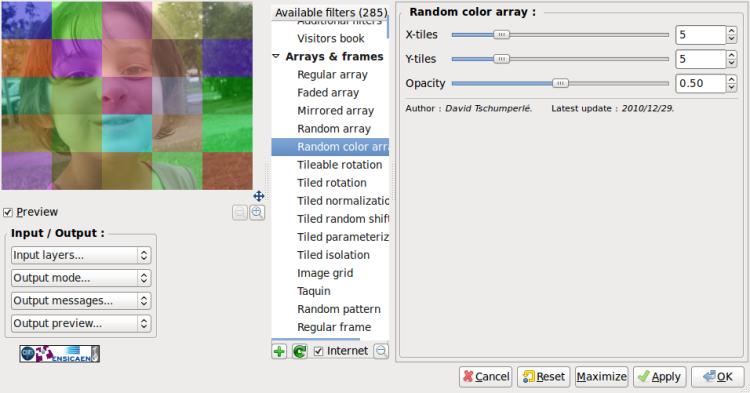 Available filters (285)
Additional filters
Visitors book
Arrays & frames
Regular array
Faded array
Mirrored array
Random array
Random color arr
Tileable rotation
Tiled rotation
Tiled normalizatio
Tiled random shift
Tiled parameteriz
Tiled isolation
Image grid
Taquin
Random pattern
Regular frame
Internet
Preview
Input / Output :
Input layers...
Output mode...
Output messages...
Output preview...
ENSICAEN
Random color array :
X-tiles 5
Y-tiles 5
Opacity 0.50
Author : David Tschumperlé. Latest update : 2010/12/29.
Cancel Reset Maximize Apply OK